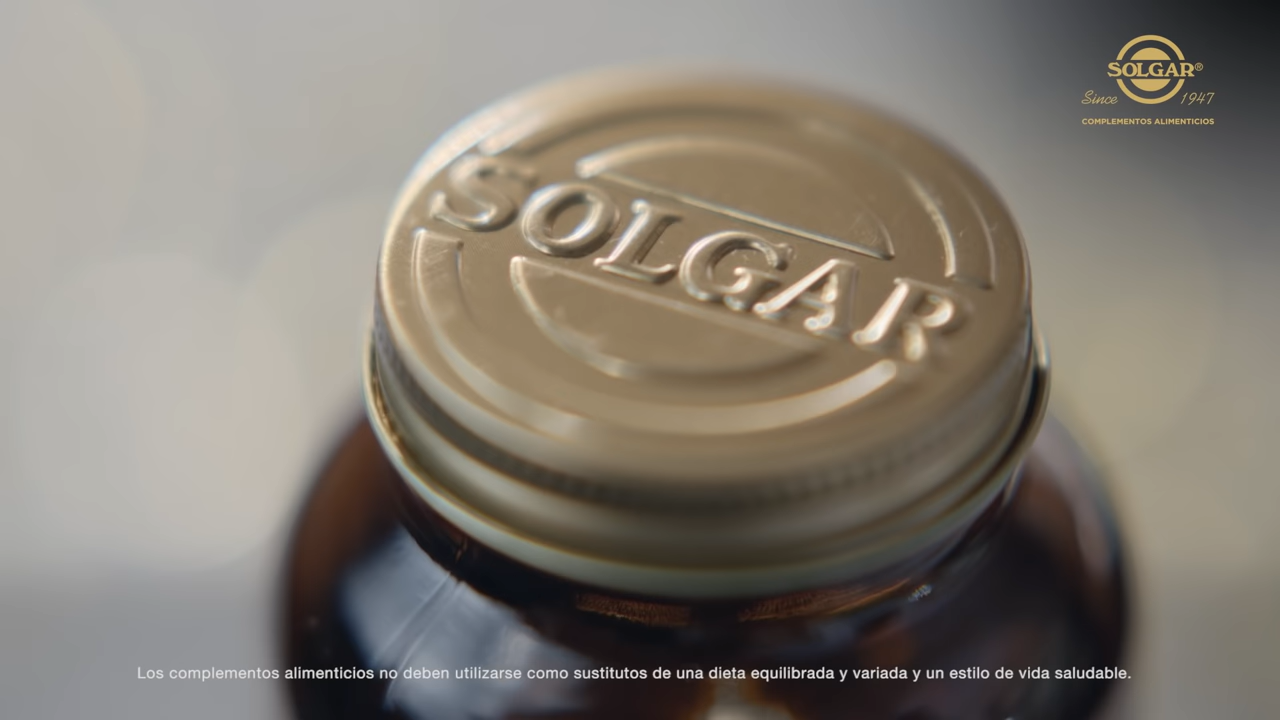 SOLGAR®
Since 1947
COMPLEMENTOS ALIMENTICIOS
SOLGAR
Los complementos alimenticios no deben utilizarse como sustitutos de una dieta equilibrada y variada y un estilo de vida saludable.